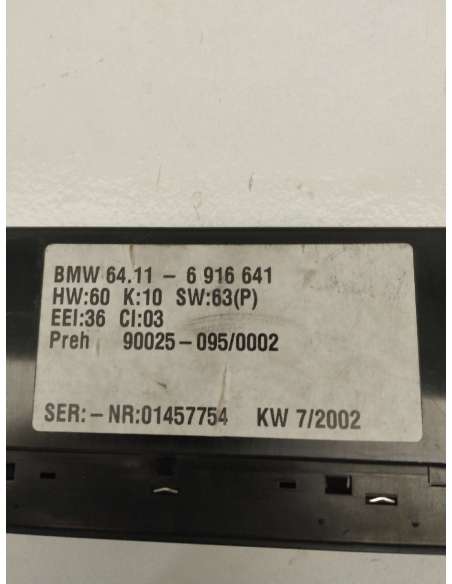 BMW 64.11 - 6 916 641
HW:60 K:10 SW:63(P)
EEI:36 CI:03
Preh 90025-095/0002
SER:-NR:01457754 KW 7/2002